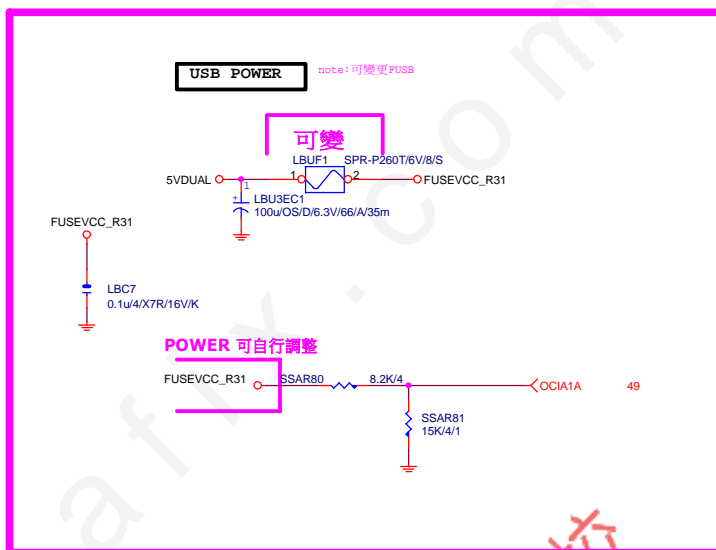 USB POWER
note:可變更FUSB
可變
LBUF1 SPR-P260T/6V/8/S
5VDUAL 1 2 FUSEVCC_R31
1
+
LBU3EC1
100u/OS/D/6.3V/66/A/35m
FUSEVCC_R31
LBC7
0.1u/4/X7R/16V/K
POWER 可自行調整
FUSEVCC_R31 SSAR80 8.2K/4 OCIA1A 49
SSAR81
15K/4/1
afix.com